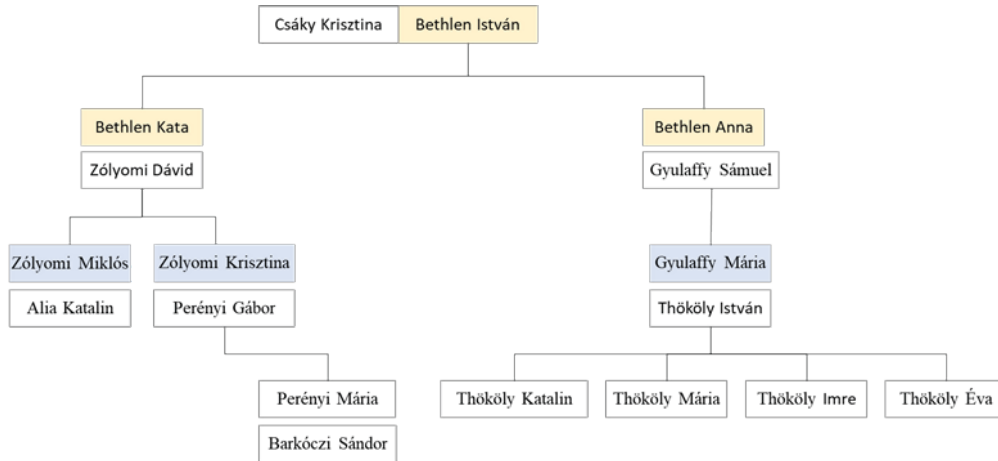 Csáky Krisztina
Bethlen István
Bethlen Kata
Bethlen Anna
Zólyomi Dávid
Gyulaffy Sámuel
Zólyomi Miklós
Zólyomi Krisztina
Gyulaffy Mária
Alia Katalin
Perényi Gábor
Thököly István
Perényi Mária
Thököly Katalin
Thököly Mária
Thököly Imre
Thököly Éva
Barkóczi Sándor